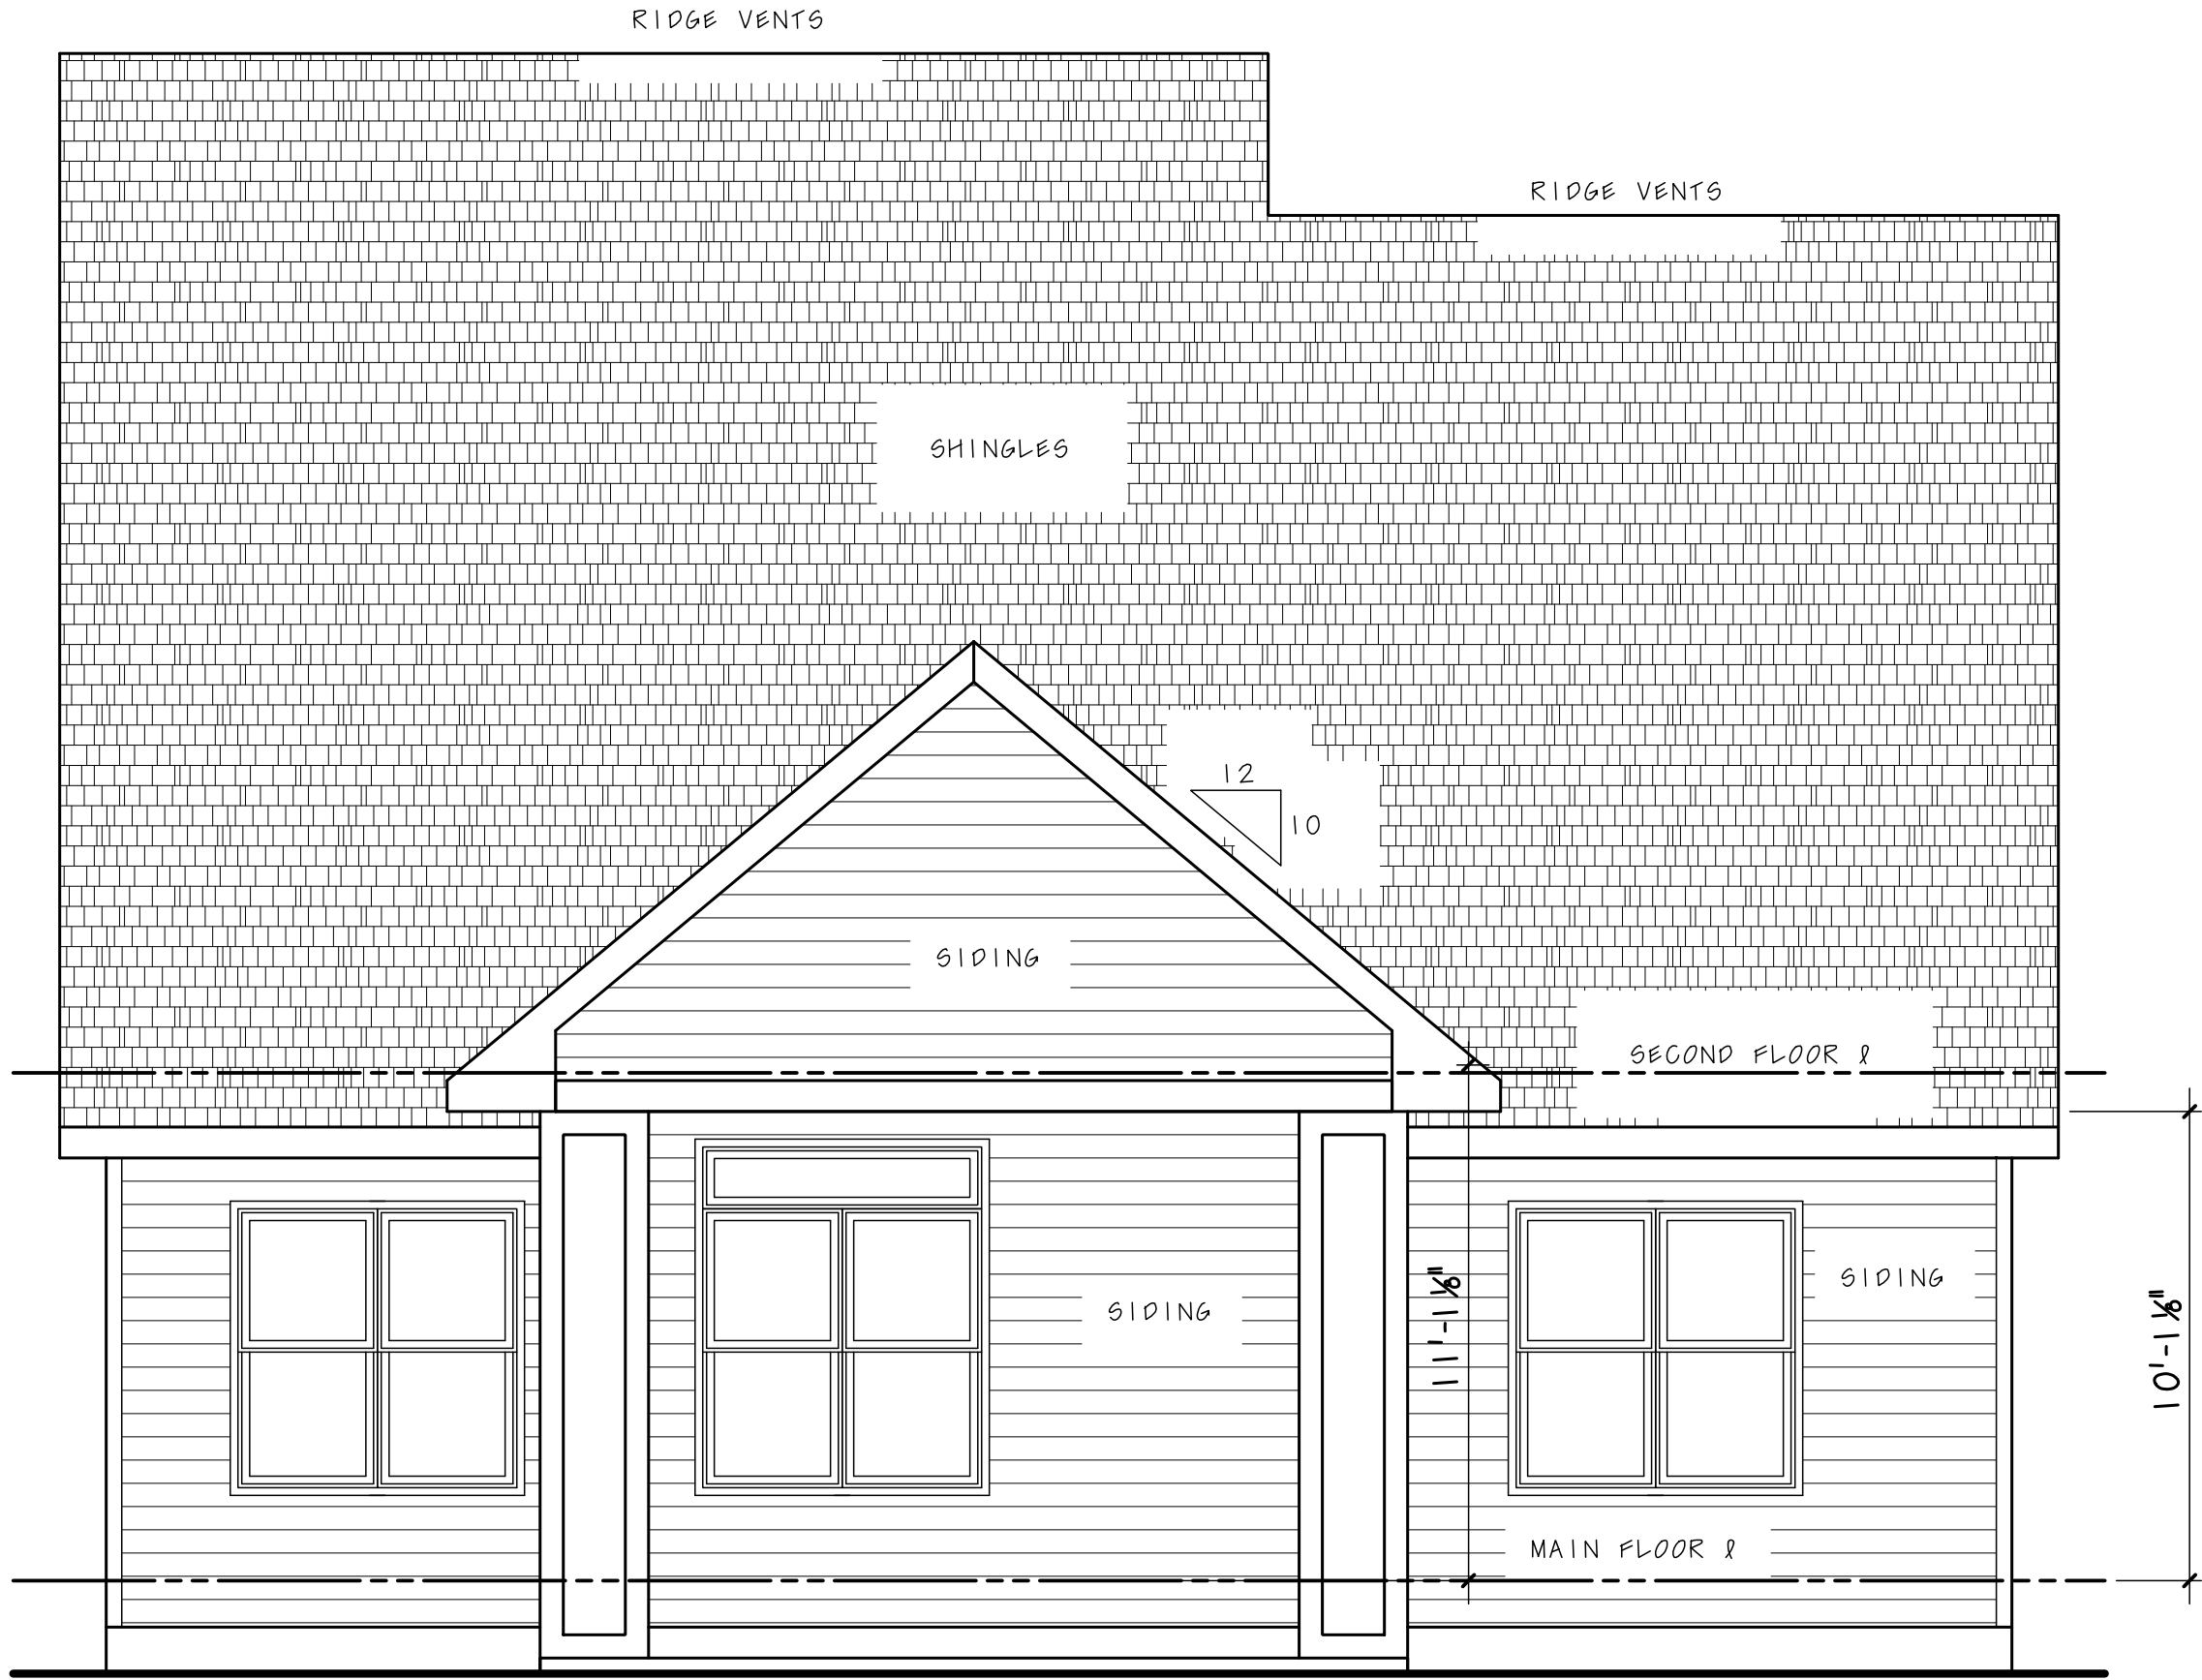 RIDGE VENTS
RIDGE VENTS
SHINGLES
12
10
SIDING
SECOND FLOOR
SIDING
SIDING
11'-1⅛"
10'-1⅛"
MAIN FLOOR